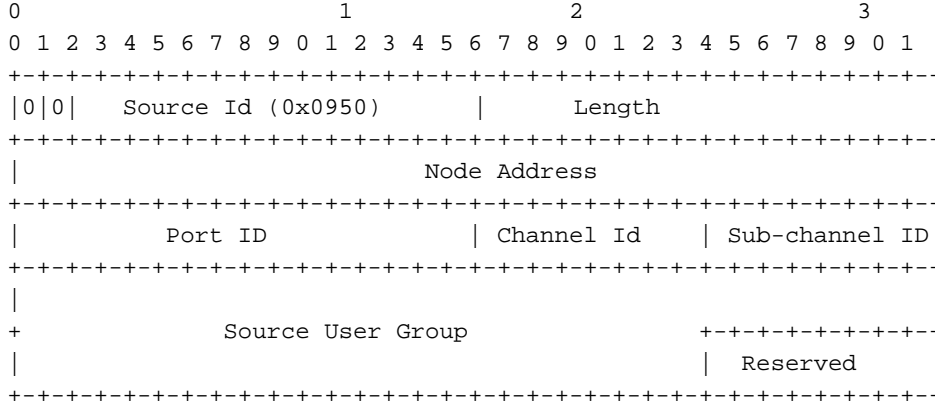 0                   1                   2                   3
0 1 2 3 4 5 6 7 8 9 0 1 2 3 4 5 6 7 8 9 0 1 2 3 4 5 6 7 8 9 0 1
+-+-+-+-+-+-+-+-+-+-+-+-+-+-+-+-+-+-+-+-+-+-+-+-+-+-+-+-+-+-+-+--
|0|0|   Source Id (0x0950)       |      Length
+-+-+-+-+-+-+-+-+-+-+-+-+-+-+-+-+-+-+-+-+-+-+-+-+-+-+-+-+-+-+-+--
|                            Node Address
+-+-+-+-+-+-+-+-+-+-+-+-+-+-+-+-+-+-+-+-+-+-+-+-+-+-+-+-+-+-+-+--
|          Port ID              | Channel Id    | Sub-channel ID
+-+-+-+-+-+-+-+-+-+-+-+-+-+-+-+-+-+-+-+-+-+-+-+-+-+-+-+-+-+-+-+--
|
+              Source User Group                +-+-+-+-+-+-+-+--
|                                               |  Reserved
+-+-+-+-+-+-+-+-+-+-+-+-+-+-+-+-+-+-+-+-+-+-+-+-+-+-+-+-+-+-+-+--